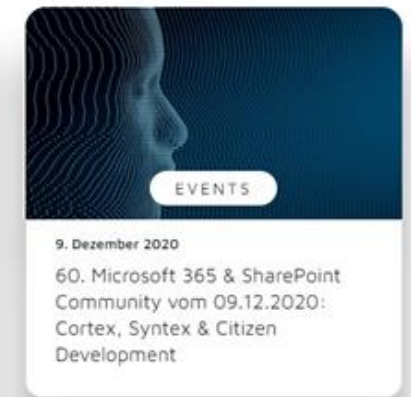 EVENTS
9. Dezember 2020
60. Microsoft 365 & SharePoint
Community vom 09.12.2020:
Cortex, Syntex & Citizen
Development